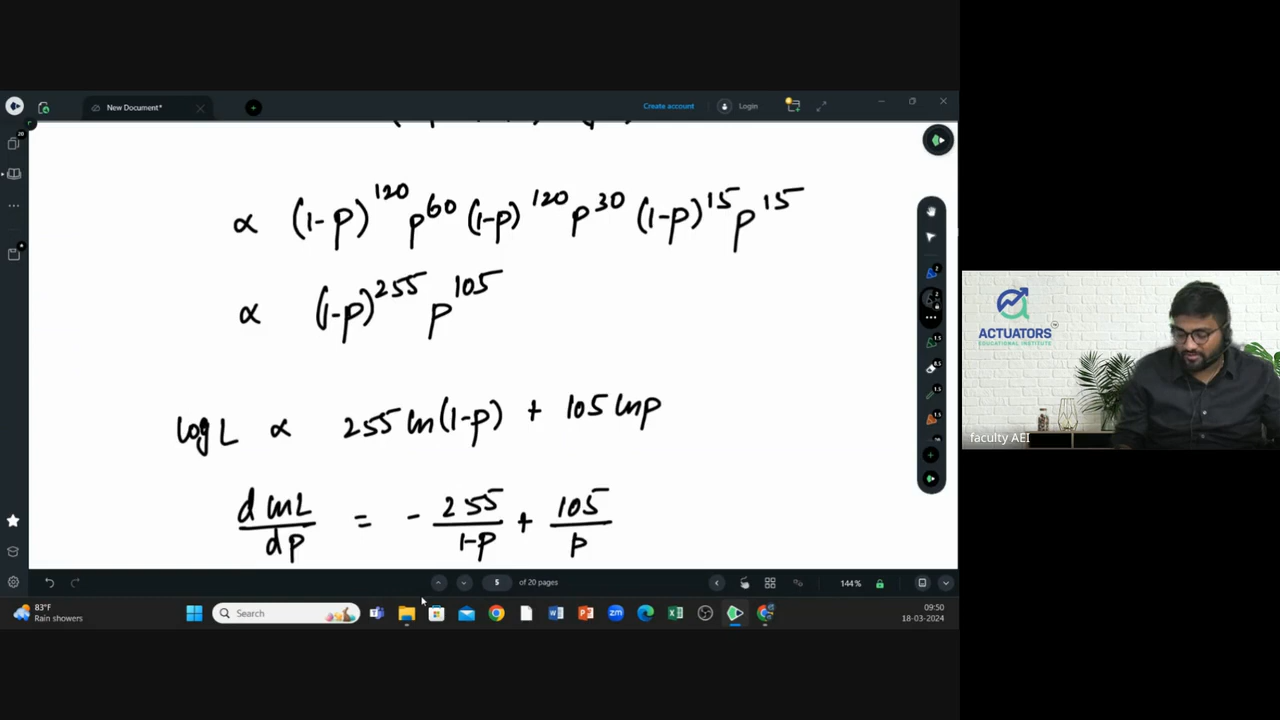 New Document*
Create account
Login
∝ (1-p)^120 p^60 (1-p)^120 p^30 (1-p)^15 p^15
∝ (1-p)^255 p^105
log L ∝ 255 ln(1-p) + 105 lnp
d lnL / dp = - 255 / 1-p + 105 / p
5 of 20 pages
144%
83°F
Rain showers
Search
09:50
18-03-2024
ACTUATORS
EDUCATIONAL INSTITUTE
faculty AEI